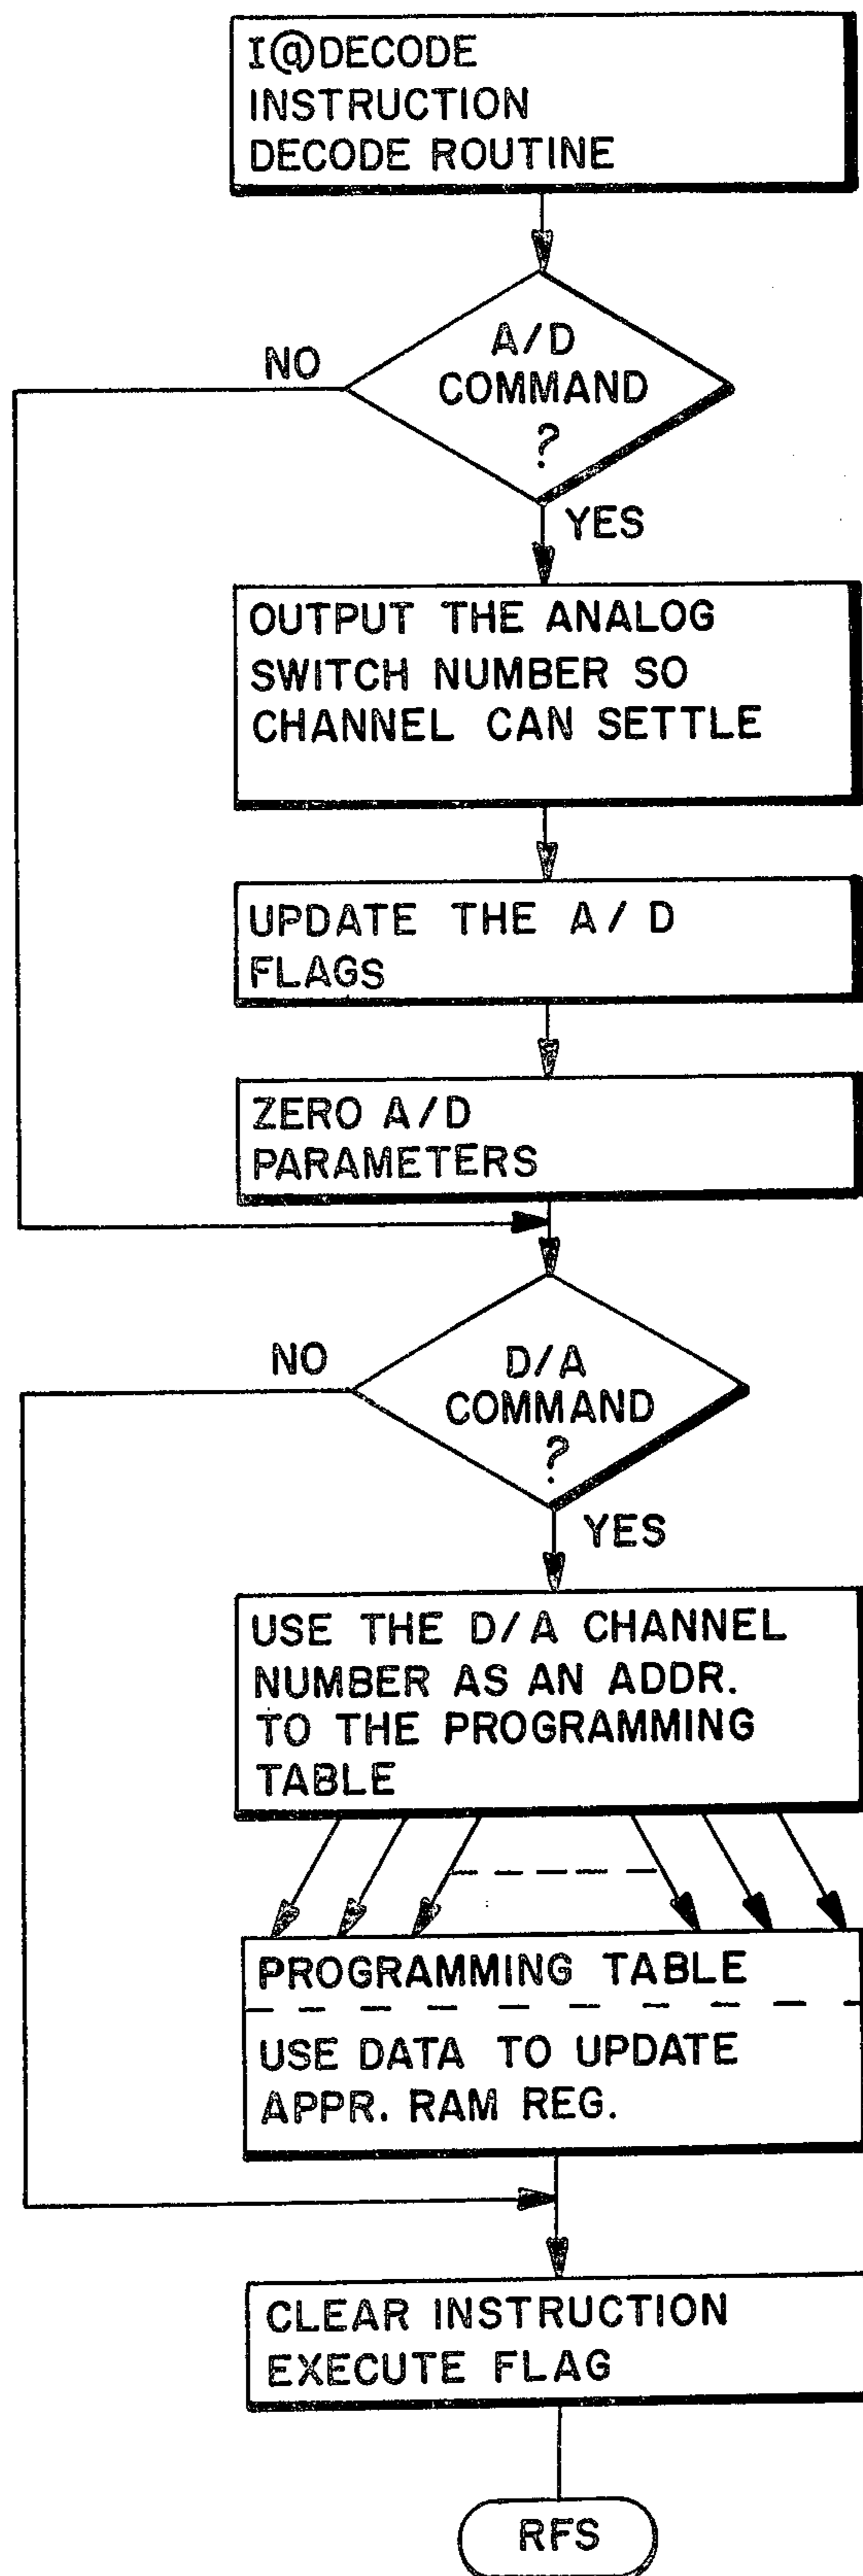 I@DECODE
INSTRUCTION
DECODE ROUTINE
A/D
COMMAND
?
NO
YES
OUTPUT THE ANALOG
SWITCH NUMBER SO
CHANNEL CAN SETTLE
UPDATE THE A/D
FLAGS
ZERO A/D
PARAMETERS
NO
D/A
COMMAND
?
YES
USE THE D/A CHANNEL
NUMBER AS AN ADDR.
TO THE PROGRAMMING
TABLE
PROGRAMMING TABLE
USE DATA TO UPDATE
APPR. RAM REG.
CLEAR INSTRUCTION
EXECUTE FLAG
RFS